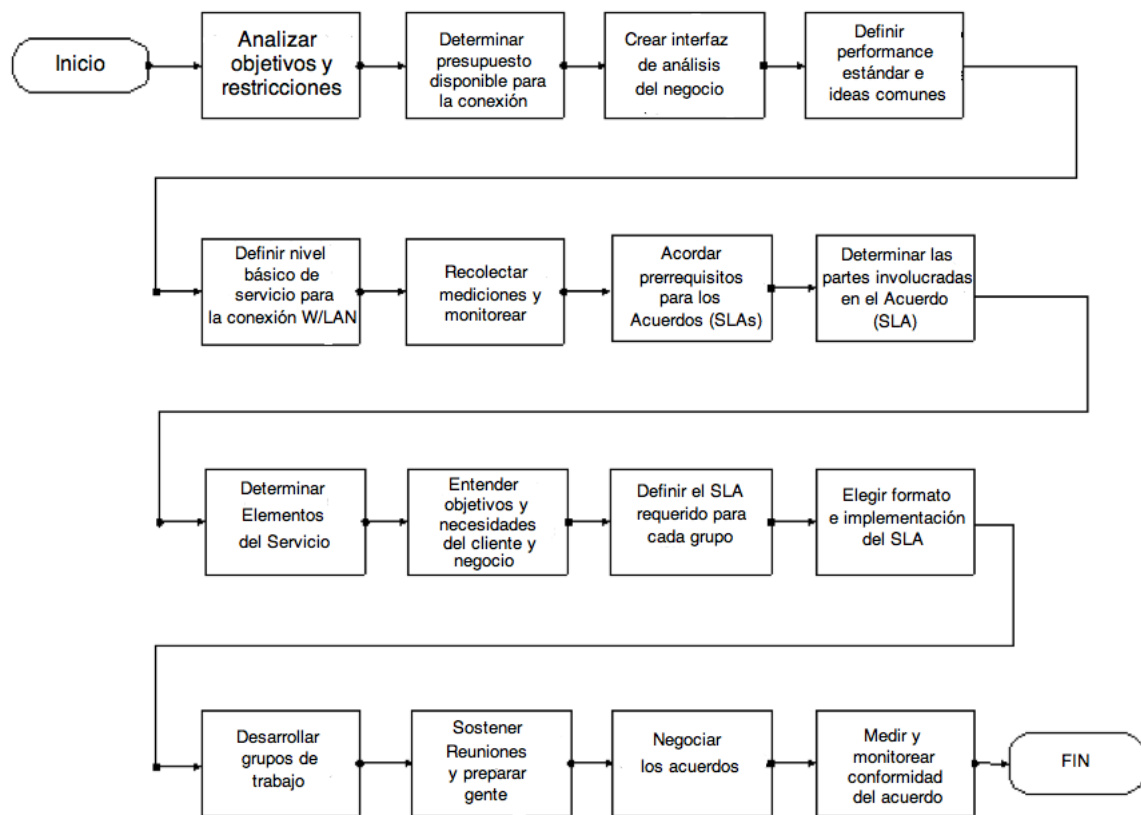 Inicio
Analizar
objetivos y
restricciones
Determinar
presupuesto
disponible para
la conexión
Crear interfaz
de análisis
del negocio
Definir
performance
estándar e
ideas comunes
Definir nivel
básico de
servicio para
la conexión W/LAN
Recolectar
mediciones y
monitorear
Acordar
prerrequisitos
para los
Acuerdos (SLAs)
Determinar las
partes involucradas
en el Acuerdo
(SLA)
Determinar
Elementos
del Servicio
Entender
objetivos y
necesidades
del cliente y
negocio
Definir el SLA
requerido para
cada grupo
Elegir formato
e implementación
del SLA
Desarrollar
grupos de
trabajo
Sostener
Reuniones
y preparar
gente
Negociar
los acuerdos
Medir y
monitorear
conformidad
del acuerdo
FIN